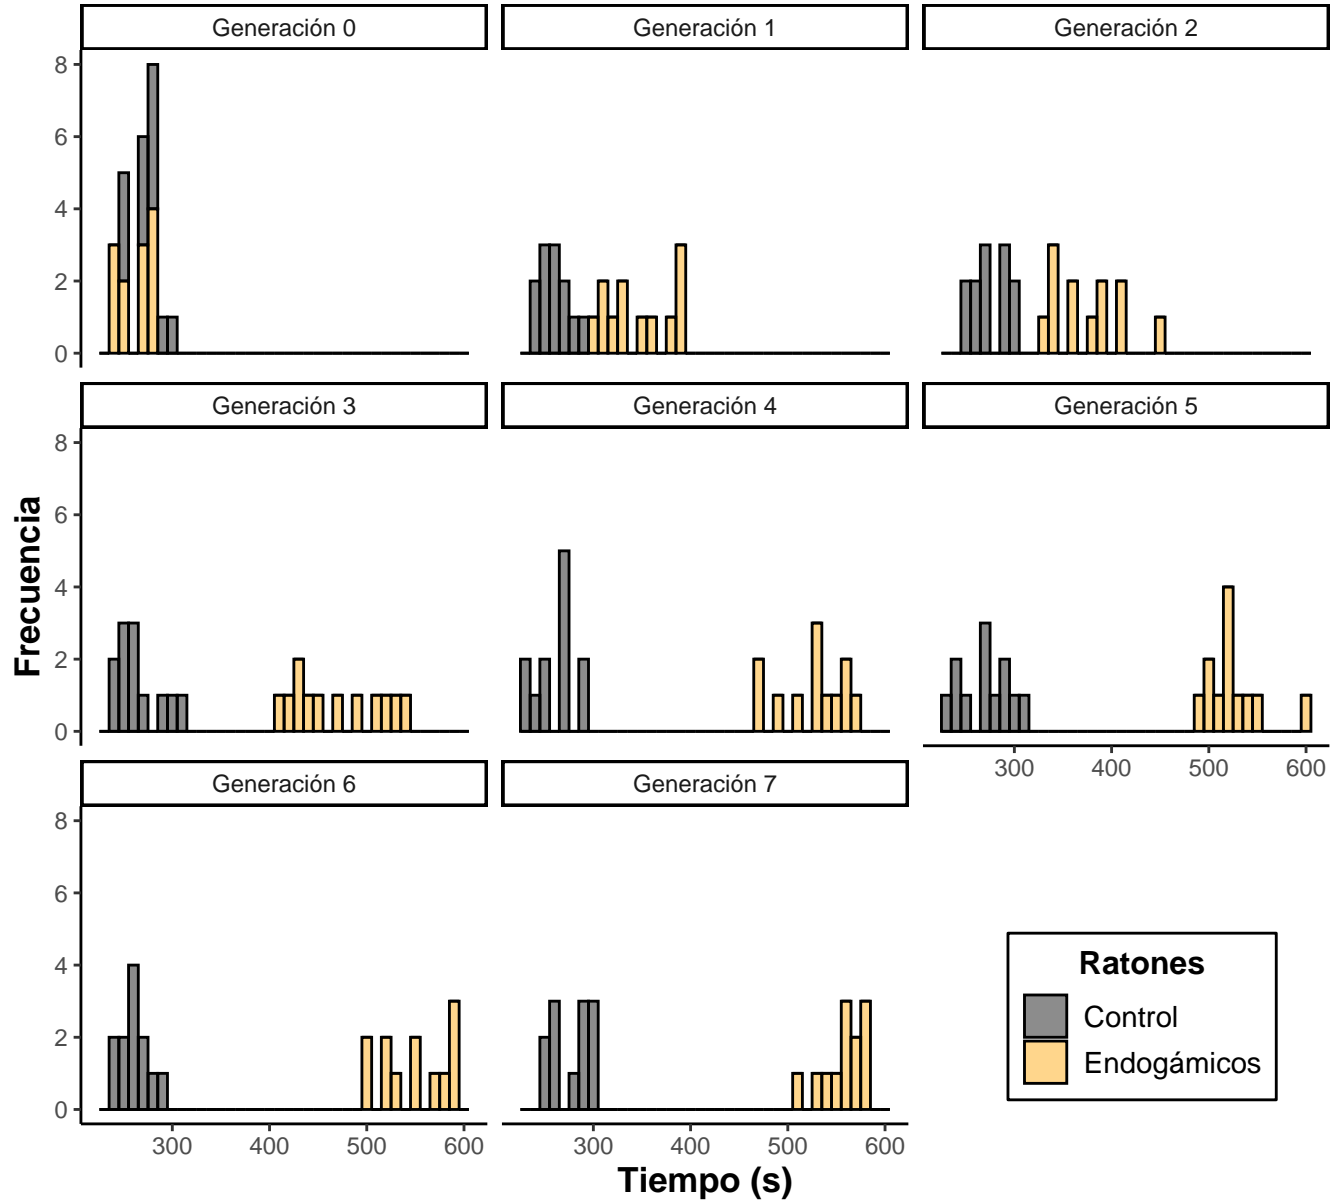 Generación 0
Generación 1
Generación 2
8
6
4
2
0
Generación 3
Generación 4
Generación 5
8
6
4
2
0
300 400 500 600
Frecuencia
Generación 6
Generación 7
8
6
4
2
0
300 400 500 600
300 400 500 600
Tiempo (s)
Ratones
Control
Endogámicos